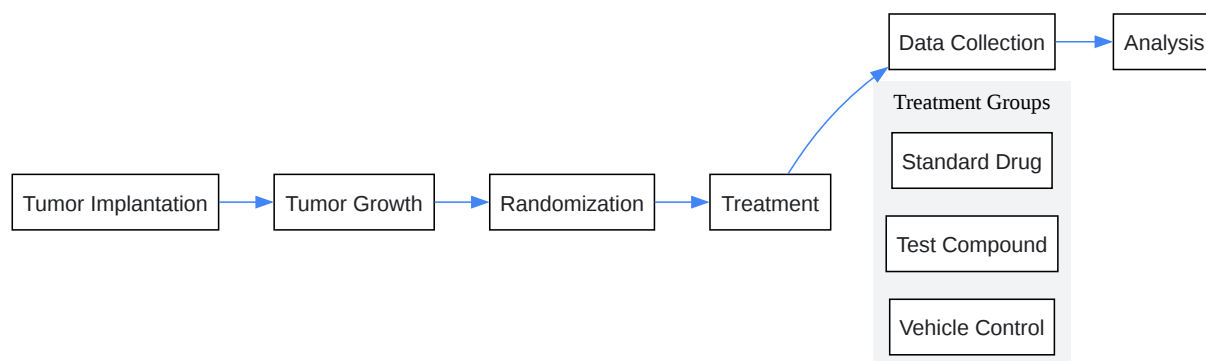 Tumor Implantation
Tumor Growth
Randomization
Treatment
Data Collection
Analysis
Treatment Groups
Standard Drug
Test Compound
Vehicle Control